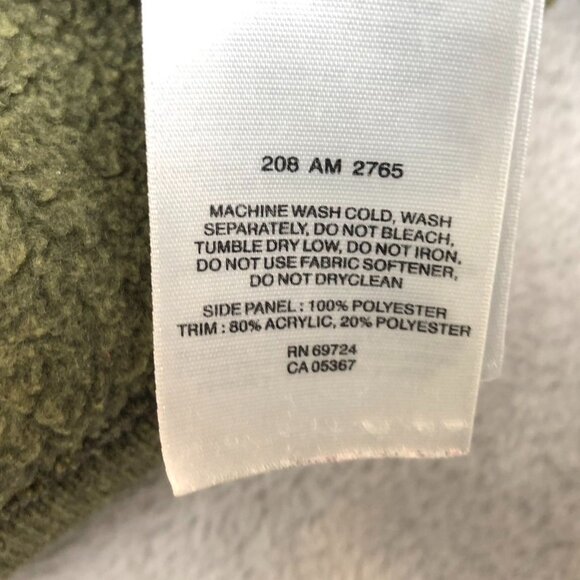 208 AM 2765
MACHINE WASH COLD, WASH
SEPARATELY, DO NOT BLEACH,
TUMBLE DRY LOW, DO NOT IRON,
DO NOT USE FABRIC SOFTENER,
DO NOT DRYCLEAN
SIDE PANEL : 100% POLYESTER
TRIM : 80% ACRYLIC, 20% POLYESTER
RN 69724
CA 05367